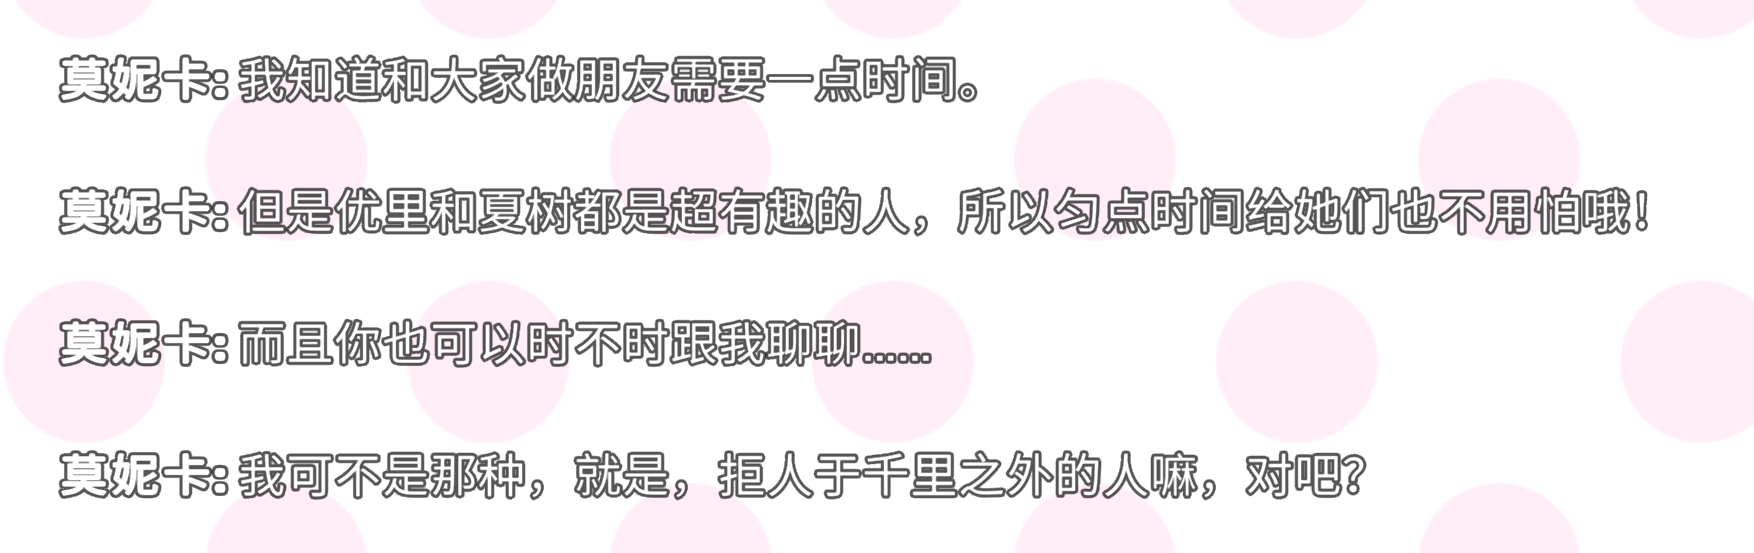 莫妮卡: 我知道和大家做朋友需要一点时间。
莫妮卡: 但是优里和夏树都是超有趣的人，所以匀点时间给她们也不用怕哦！
莫妮卡: 而且你也可以时不时跟我聊聊......
莫妮卡: 我可不是那种，就是，拒人于千里之外的人嘛，对吧？